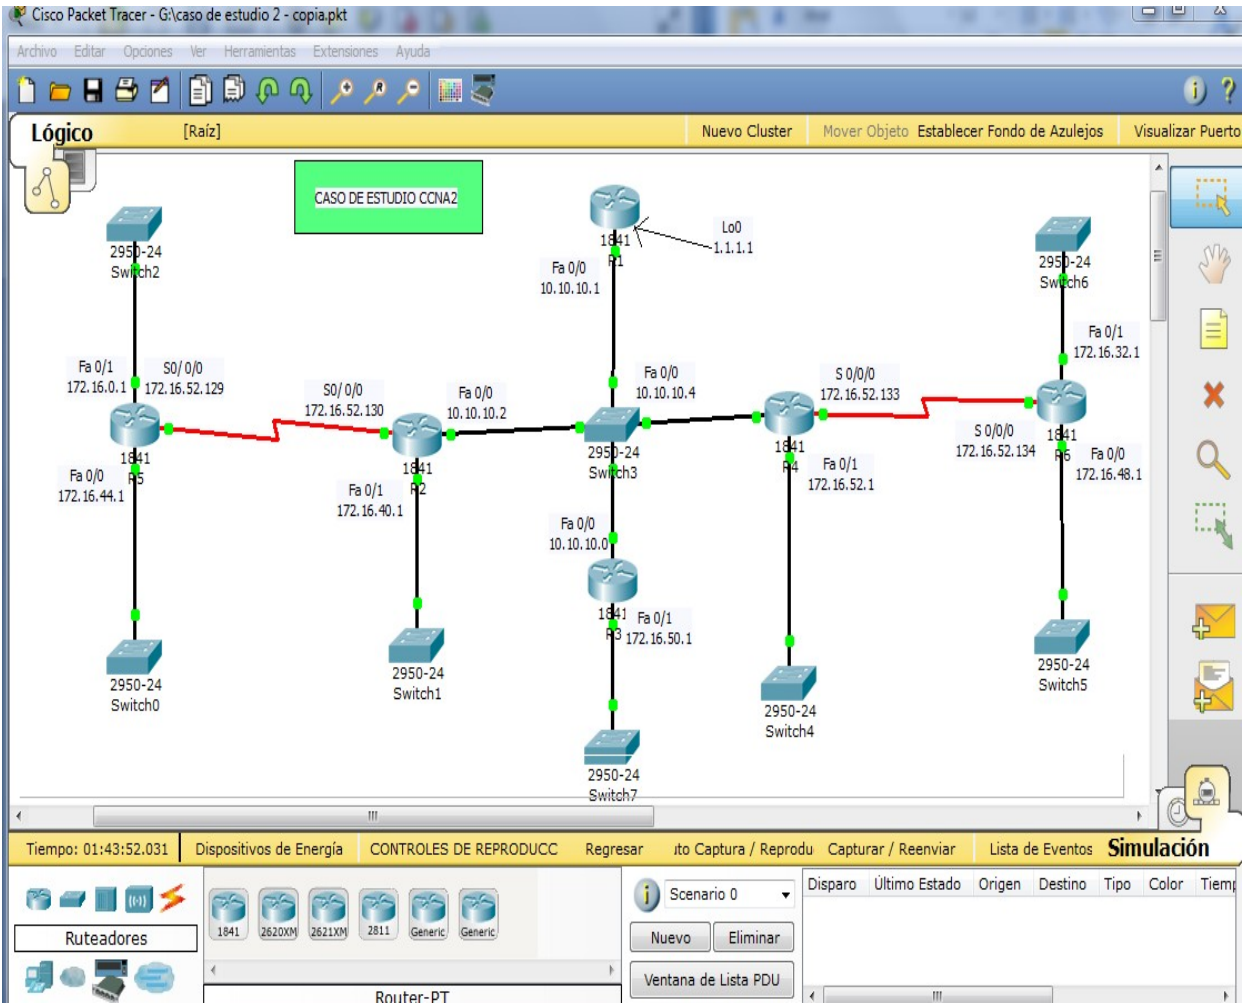 Cisco Packet Tracer - G:\caso de estudio 2 - copia.pkt
Archivo Editar Opciones Ver Herramientas Extensiones Ayuda
Lógico [Raíz] Nuevo Cluster Mover Objeto Establecer Fondo de Azulejos Visualizar Puerto
CASO DE ESTUDIO CCNA2
2950-24
Switch2
1841
R1
Lo0
1.1.1.1
Fa 0/0
10.10.10.1
2950-24
Switch6
Fa 0/1
172.16.32.1
Fa 0/1
172.16.0.1
S0/ 0/0
172.16.52.129
S0/ 0/0
172.16.52.130
Fa 0/0
10.10.10.2
Fa 0/0
10.10.10.4
S 0/0/0
172.16.52.133
1841
R5
Fa 0/0
172.16.44.1
1841
R2
Fa 0/1
172.16.40.1
2950-24
Switch3
1841
R4
Fa 0/1
172.16.52.1
S 0/0/0
172.16.52.134
1841
R6
Fa 0/0
172.16.48.1
Fa 0/0
10.10.10.0
1841
R3
Fa 0/1
172.16.50.1
2950-24
Switch0
2950-24
Switch1
2950-24
Switch4
2950-24
Switch5
2950-24
Switch7
Tiempo: 01:43:52.031 Dispositivos de Energía CONTROLES DE REPRODUCC Regresar ıto Captura / Reprodu Capturar / Reenviar Lista de Eventos Simulación
Ruteadores
1841 2620XM 2621XM 2811 Generic Generic
Router-PT
Scenario 0
Nuevo Eliminar
Ventana de Lista PDU
Disparo Último Estado Origen Destino Tipo Color Tiemp